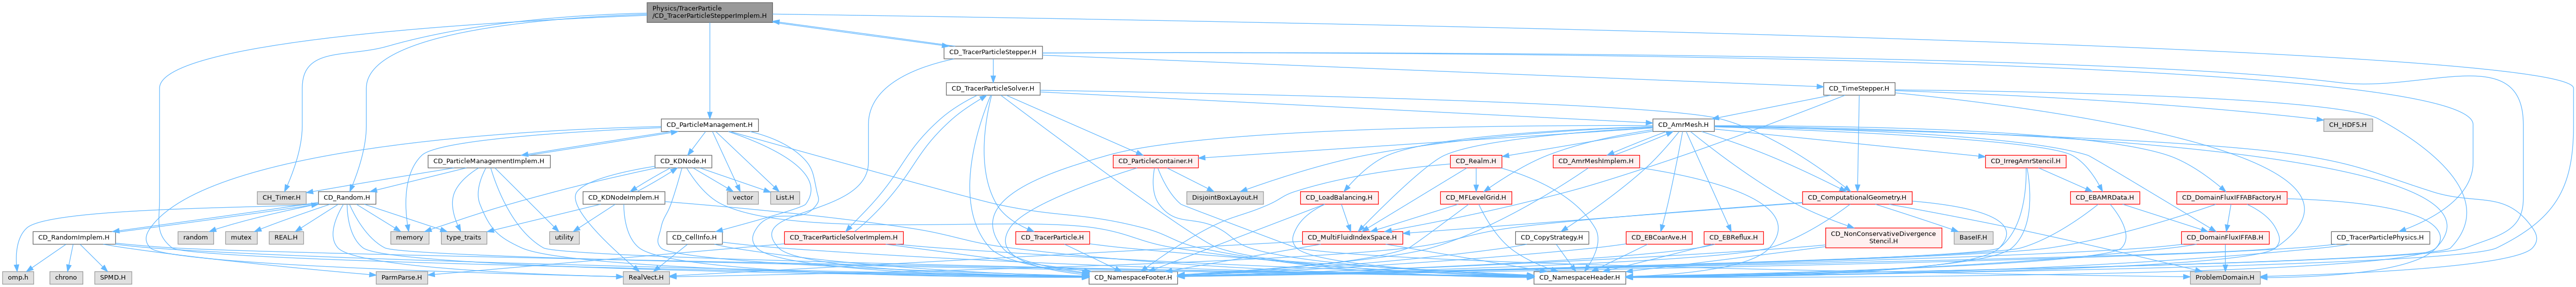 Physics/TracerParticle
/CD_TracerParticleStepperImplem.H
CD_TracerParticleStepper.H
CD_TracerParticleSolver.H
CD_TimeStepper.H
CD_ParticleManagement.H
CD_AmrMesh.H
CH_HDF5.H
CD_ParticleManagementImplem.H
CD_KDNode.H
CD_ParticleContainer.H
CD_Realm.H
CD_AmrMeshImplem.H
CD_IrregAmrStencil.H
CH_Timer.H
CD_Random.H
CD_KDNodeImplem.H
vector
List.H
DisjointBoxLayout.H
CD_LoadBalancing.H
CD_MFLevelGrid.H
CD_ComputationalGeometry.H
CD_EBAMRData.H
CD_DomainFluxIFFABFactory.H
CD_RandomImplem.H
random
mutex
REAL.H
memory
type_traits
utility
CD_CellInfo.H
CD_TracerParticleSolverImplem.H
CD_TracerParticle.H
CD_MultiFluidIndexSpace.H
CD_CopyStrategy.H
CD_EBCoarAve.H
CD_EBReflux.H
CD_NonConservativeDivergence
Stencil.H
BaseIF.H
CD_DomainFluxIFFAB.H
CD_TracerParticlePhysics.H
omp.h
chrono
SPMD.H
ParmParse.H
RealVect.H
CD_NamespaceFooter.H
CD_NamespaceHeader.H
ProblemDomain.H